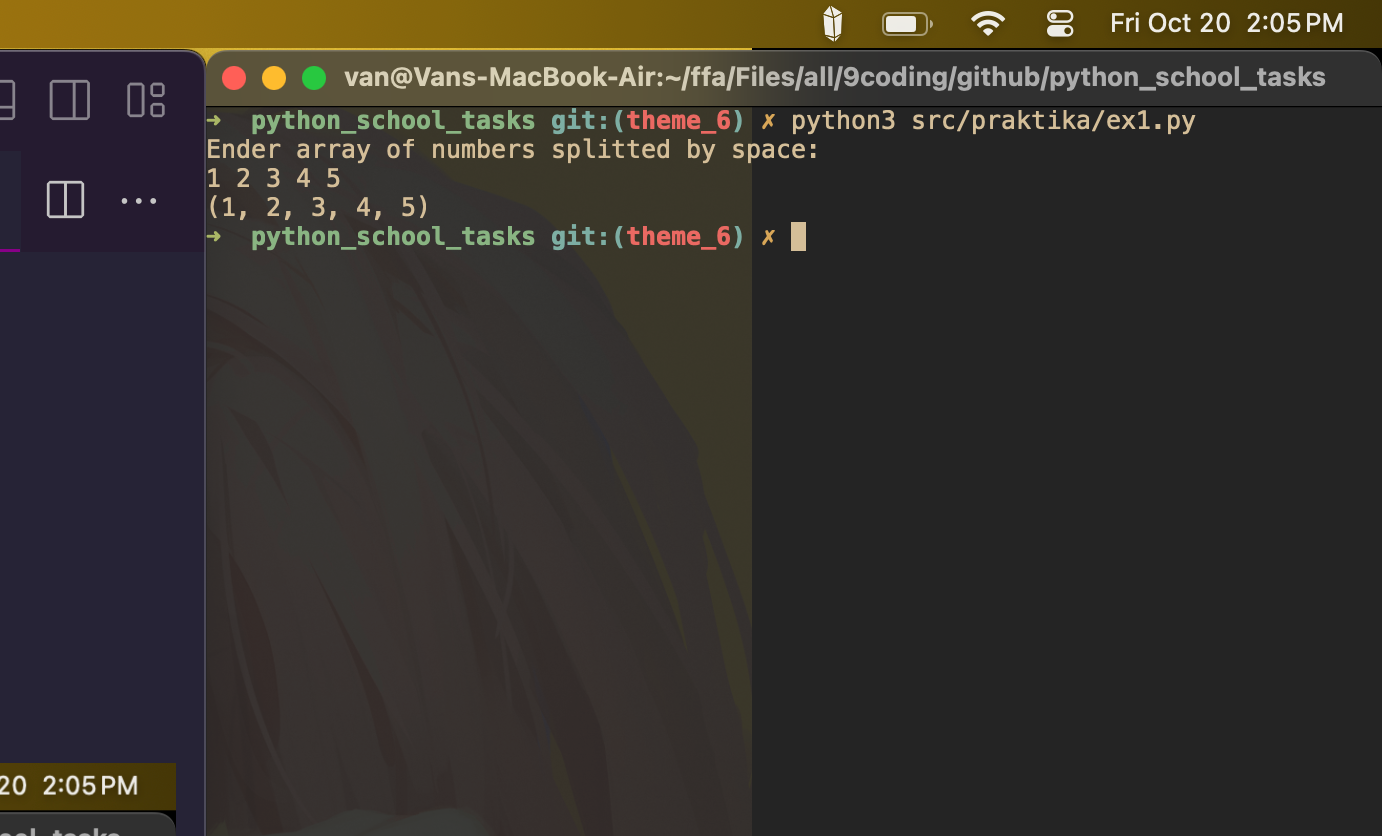 Fri Oct 20 2:05 PM
van@Vans-MacBook-Air:~/ffa/Files/all/9coding/github/python_school_tasks
➜ python_school_tasks git:(theme_6) ✗ python3 src/praktika/ex1.py
Ender array of numbers splitted by space:
1 2 3 4 5
(1, 2, 3, 4, 5)
➜ python_school_tasks git:(theme_6) ✗
20 2:05 PM